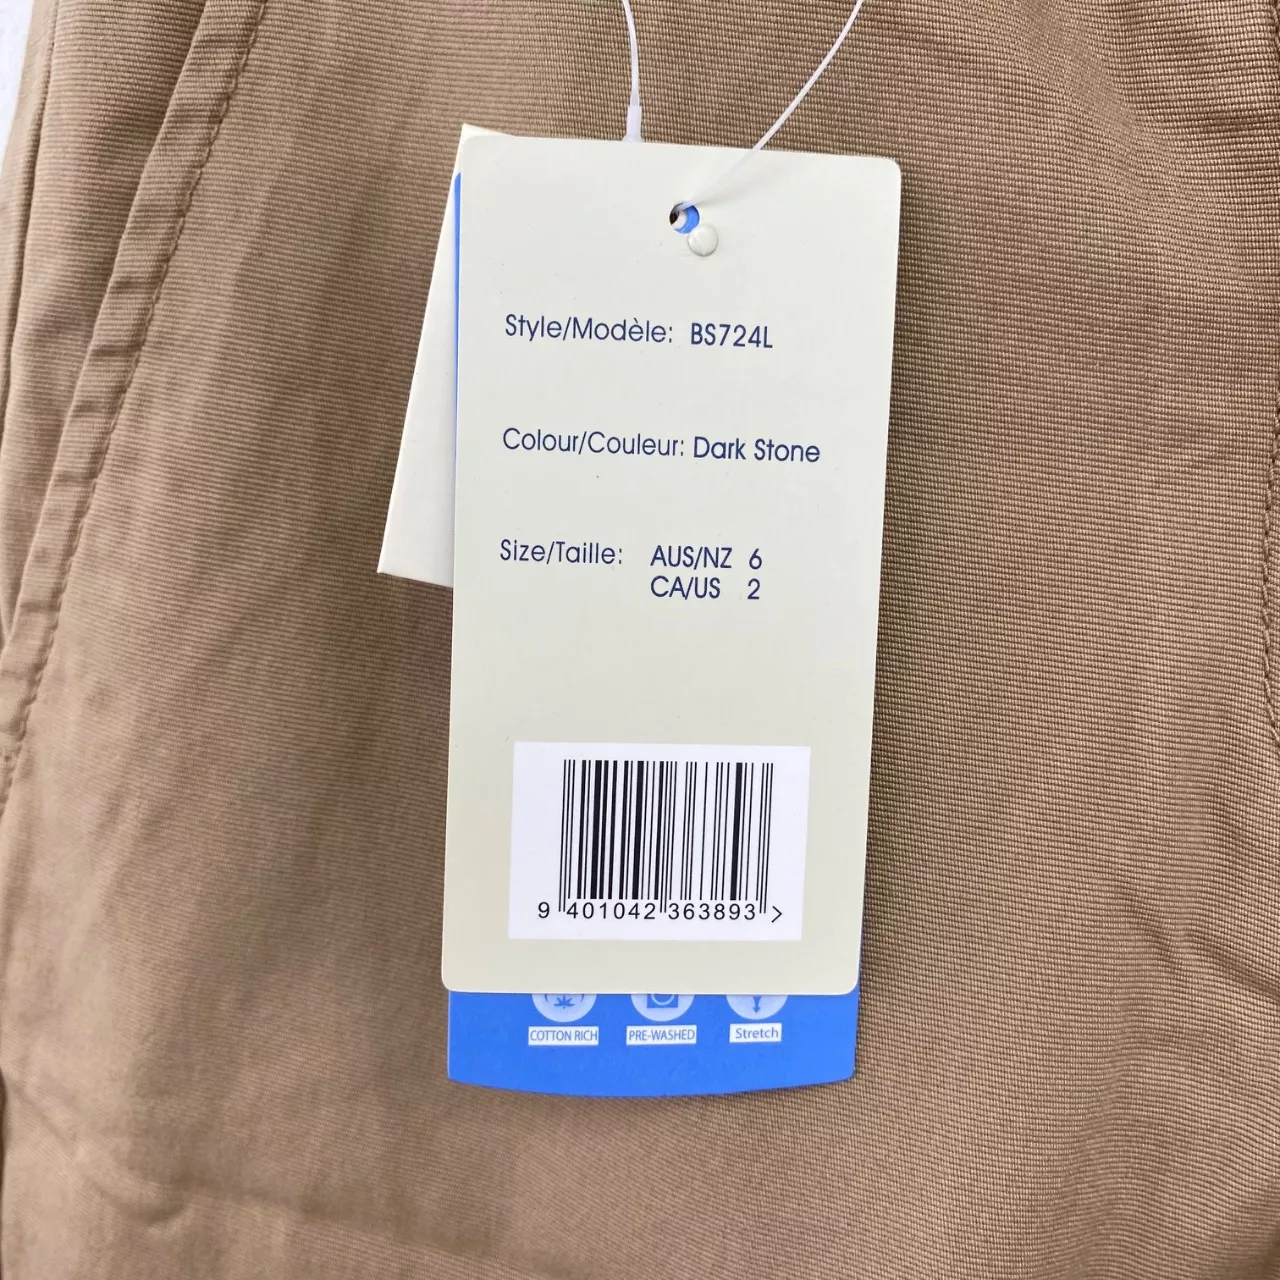 Style/Modèle: BS724L
Colour/Couleur: Dark Stone
Size/Taille: AUS/NZ 6
CA/US 2
9 401042 363893 >
COTTON RICH PRE-WASHED Stretch